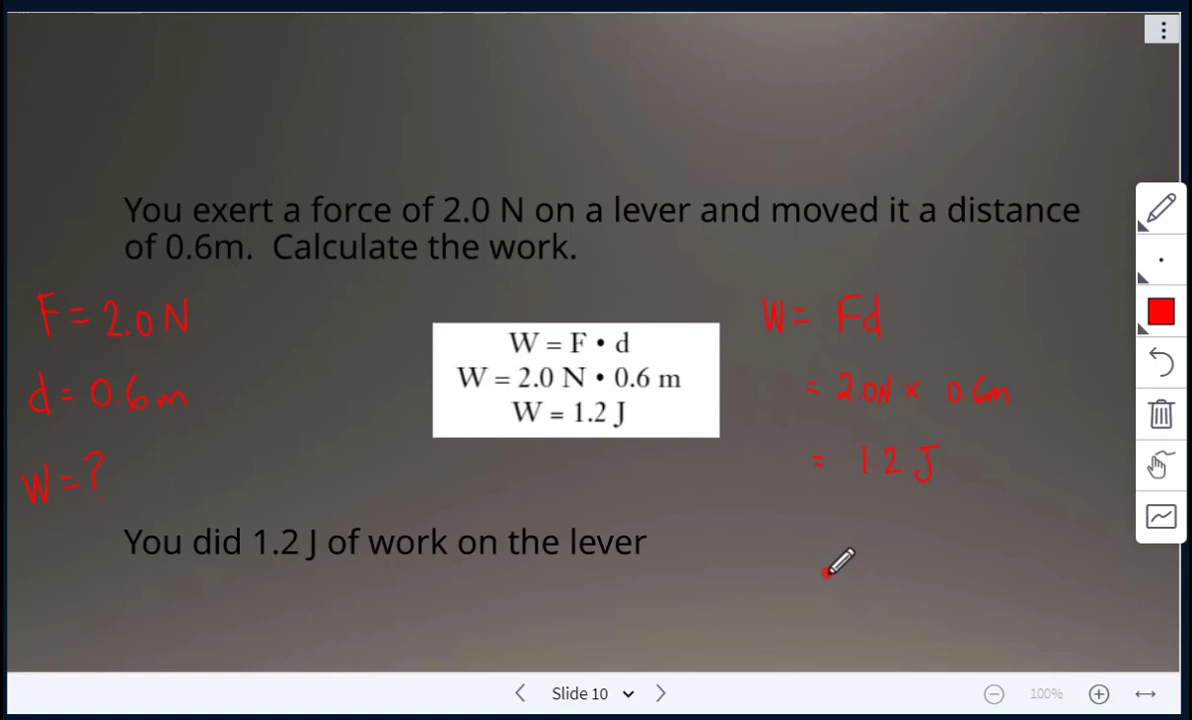 You exert a force of 2.0 N on a lever and moved it a distance
of 0.6m.  Calculate the work.
F = 2.0 N
d = 0.6m
W = ?
W = F • d
W = 2.0 N • 0.6 m
W = 1.2 J
W = Fd
= 2.0N × 0.6m
= 1.2 J
You did 1.2 J of work on the lever
Slide 10
100%